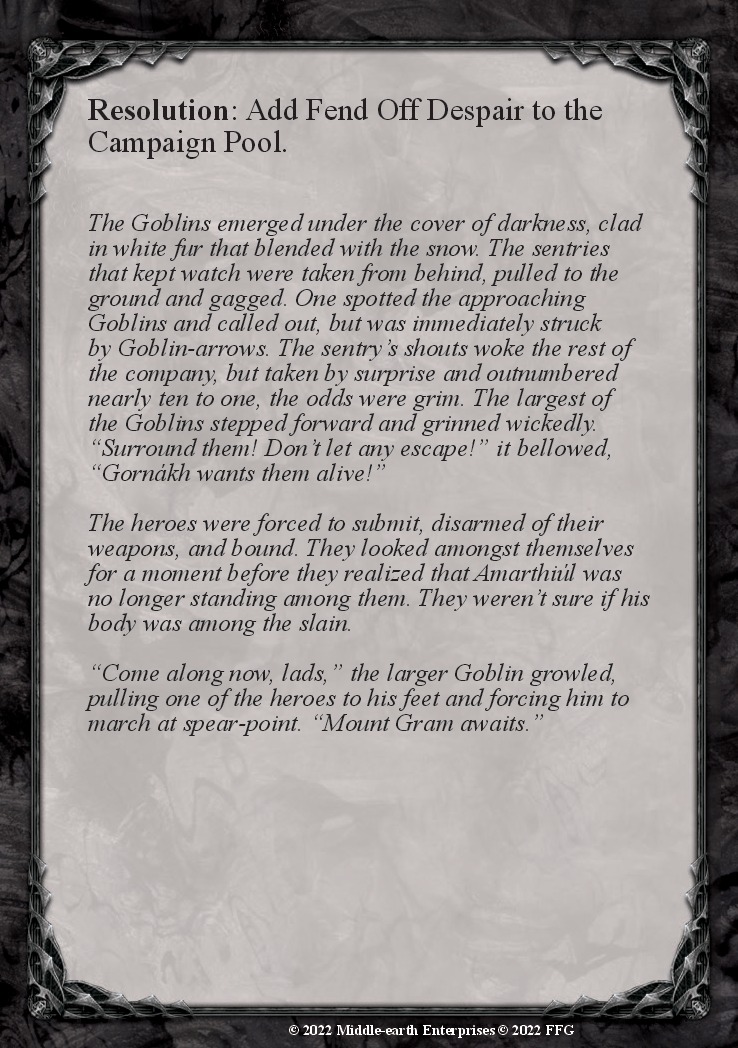 Resolution: Add Fend Off Despair to the
Campaign Pool.
The Goblins emerged under the cover of darkness, clad
in white fur that blended with the snow. The sentries
that kept watch were taken from behind, pulled to the
ground and gagged. One spotted the approaching
Goblins and called out, but was immediately struck
by Goblin-arrows. The sentry’s shouts woke the rest of
the company, but taken by surprise and outnumbered
nearly ten to one, the odds were grim. The largest of
the Goblins stepped forward and grinned wickedly.
“Surround them! Don’t let any escape!” it bellowed,
“Gornákh wants them alive!”
The heroes were forced to submit, disarmed of their
weapons, and bound. They looked amongst themselves
for a moment before they realized that Amarthiúl was
no longer standing among them. They weren’t sure if his
body was among the slain.
“Come along now, lads,” the larger Goblin growled,
pulling one of the heroes to his feet and forcing him to
march at spear-point. “Mount Gram awaits.”
© 2022 Middle-earth Enterprises © 2022 FFG